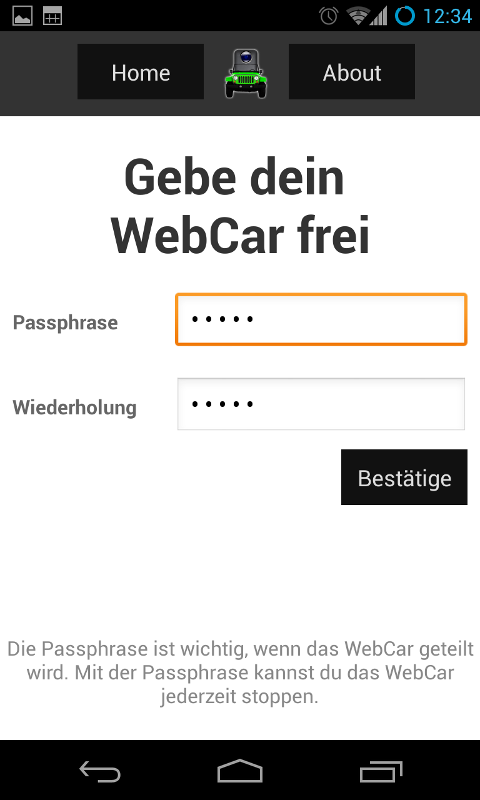 12:34
Home
About
Gebe dein
WebCar frei
Passphrase
•••••
Wiederholung
•••••
Bestätige
Die Passphrase ist wichtig, wenn das WebCar geteilt
wird. Mit der Passphrase kannst du das WebCar
jederzeit stoppen.